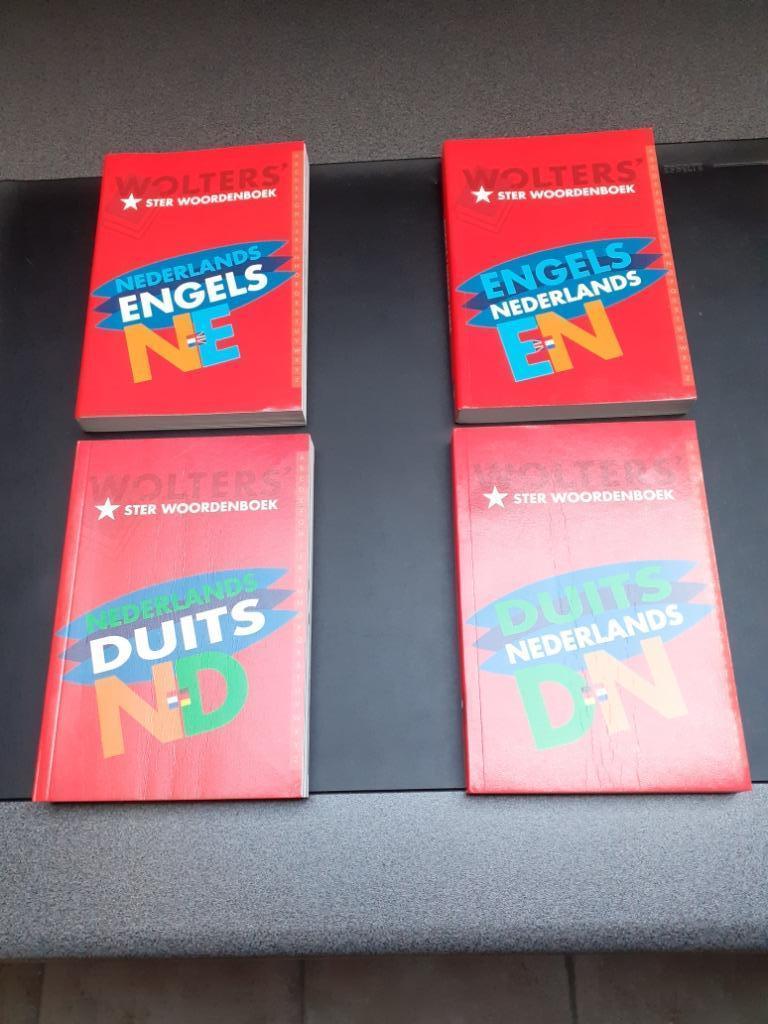 WOLTERS'
STER WOORDENBOEK
NEDERLANDS
ENGELS
NE
WOLTERS'
STER WOORDENBOEK
ENGELS
NEDERLANDS
EN
WOLTERS'
STER WOORDENBOEK
NEDERLANDS
DUITS
ND
WOLTERS'
STER WOORDENBOEK
DUITS
NEDERLANDS
DN